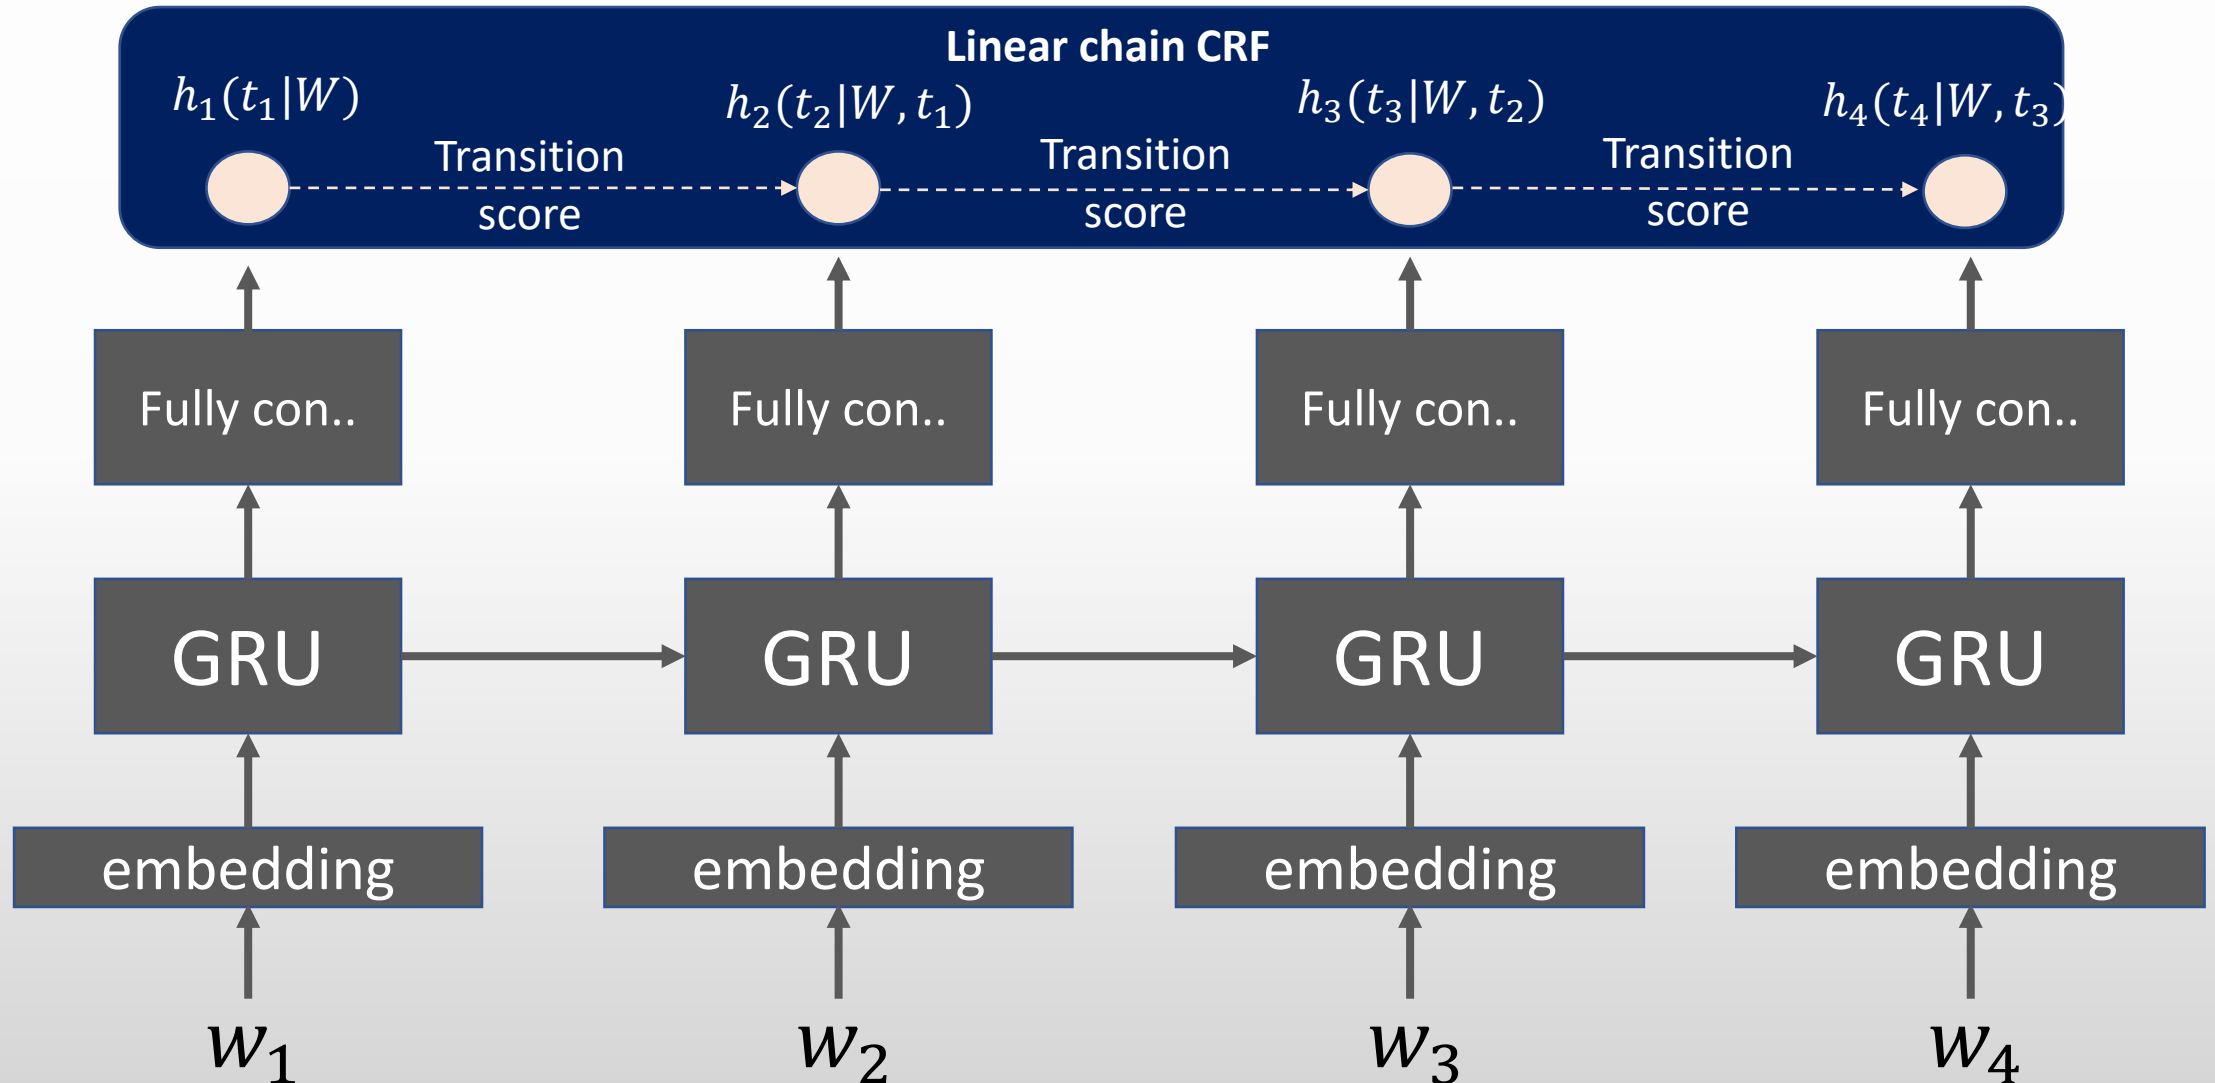 Linear chain CRF
h₁(t₁|W)
h₂(t₂|W, t₁)
h₃(t₃|W, t₂)
h₄(t₄|W, t₃)
Transition
score
Transition
score
Transition
score
Fully con..
Fully con..
Fully con..
Fully con..
GRU
GRU
GRU
GRU
embedding
embedding
embedding
embedding
w₁
w₂
w₃
w₄